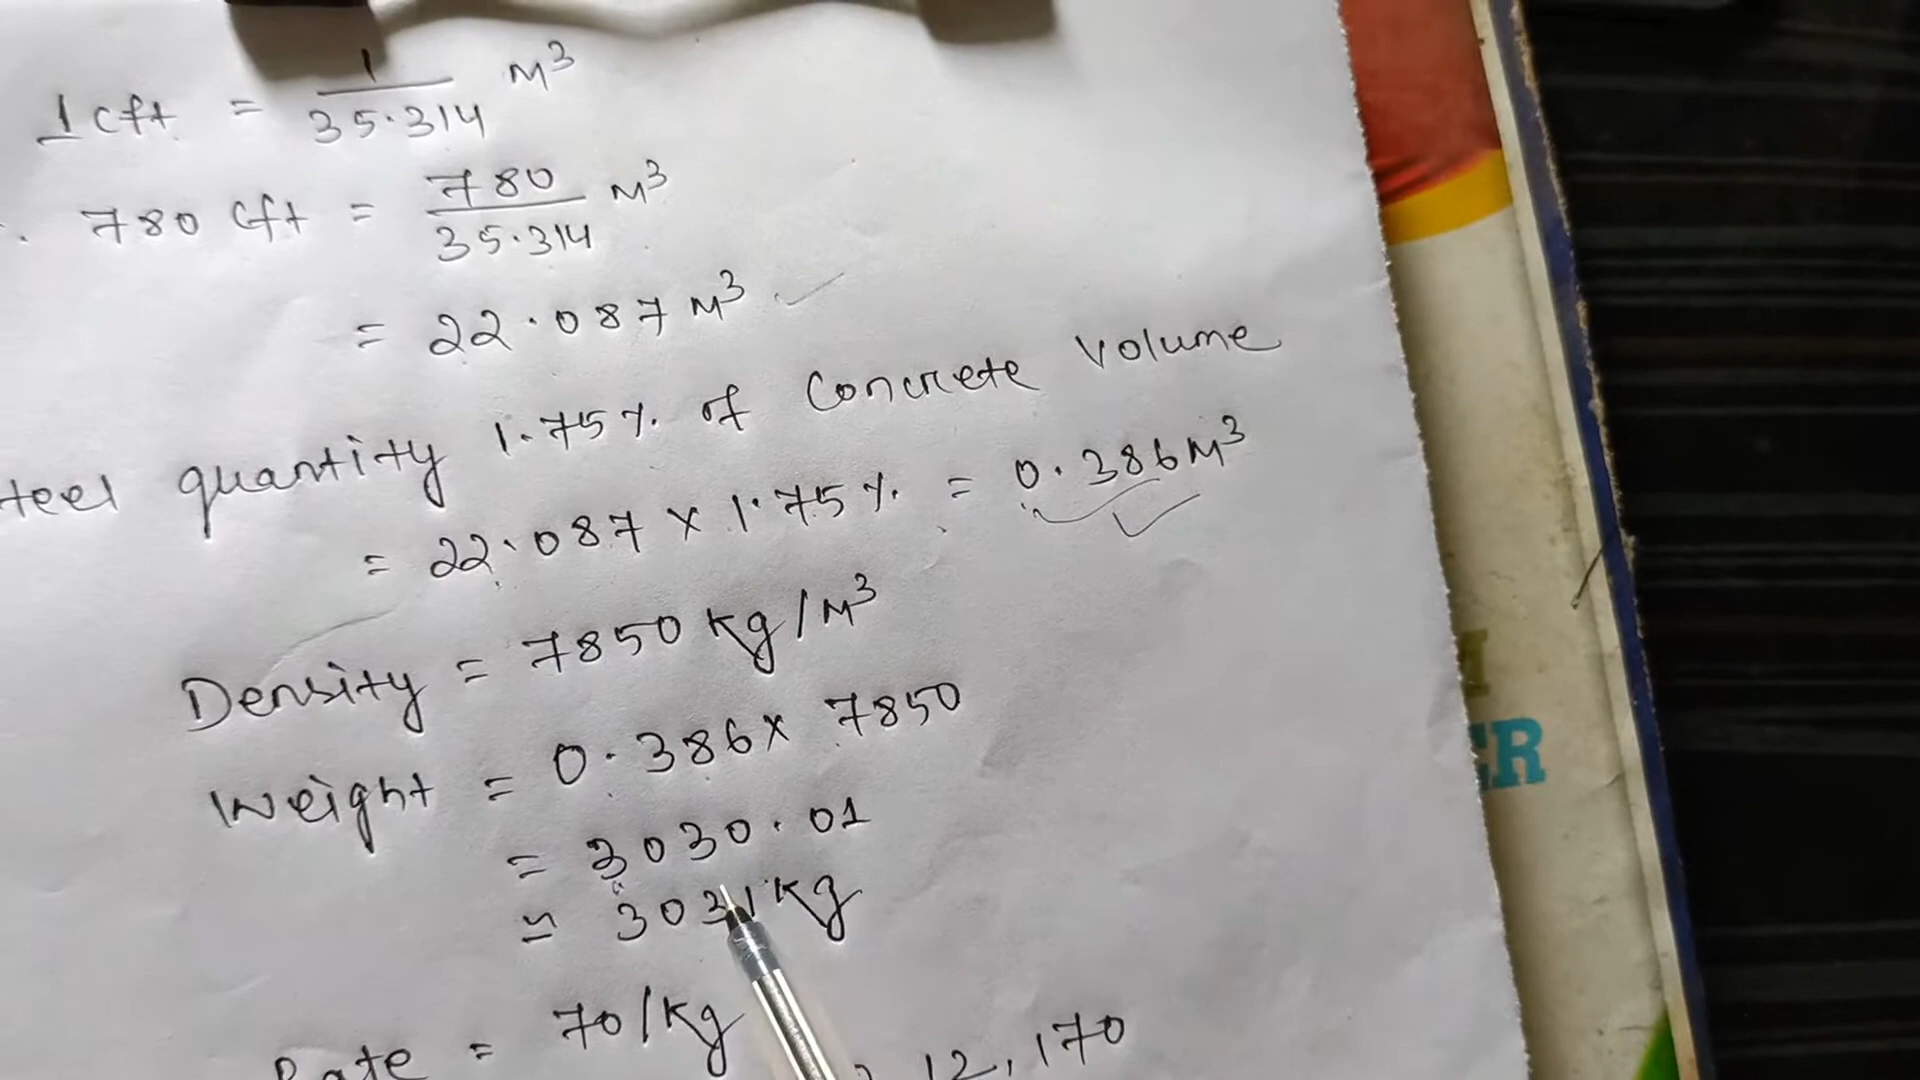 1 cft = 1/35.314 M³
∴ 780 Cft = 780/35.314 M³
= 22.087 M³ ✓
teel quantity 1.75% of Concrete Volume
= 22.087 x 1.75% = 0.386 M³ ✓
Density = 7850 kg/M³
Weight = 0.386 x 7850
= 3030.01
≃ 3031 kg
Rate = 70/kg
12,170
ER